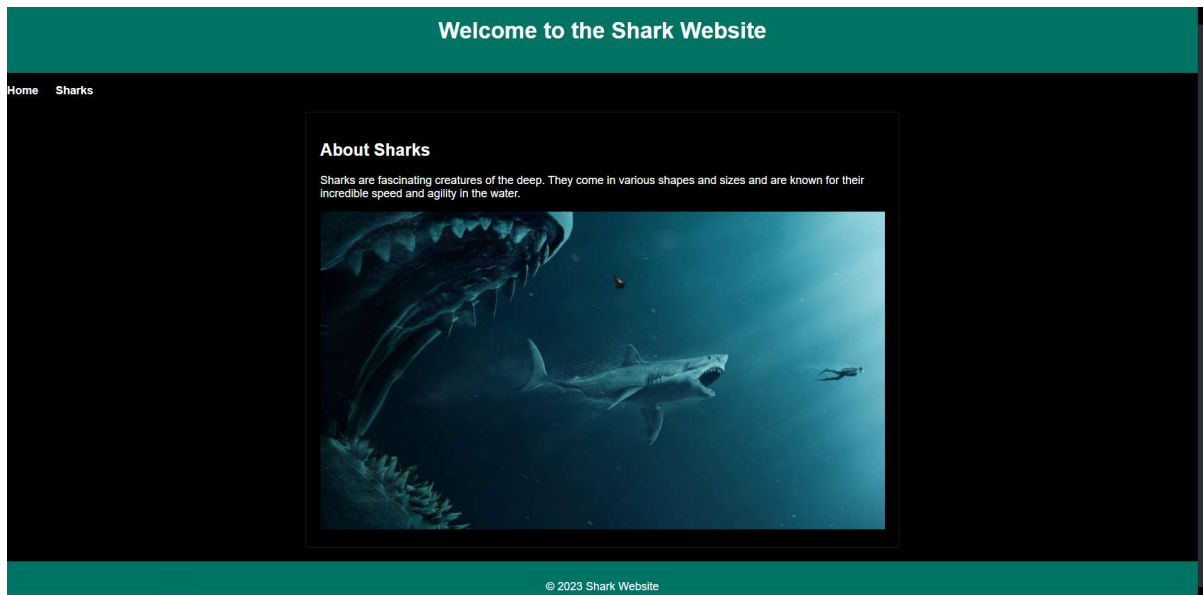 Welcome to the Shark Website
Home Sharks
About Sharks
Sharks are fascinating creatures of the deep. They come in various shapes and sizes and are known for their
incredible speed and agility in the water.
© 2023 Shark Website